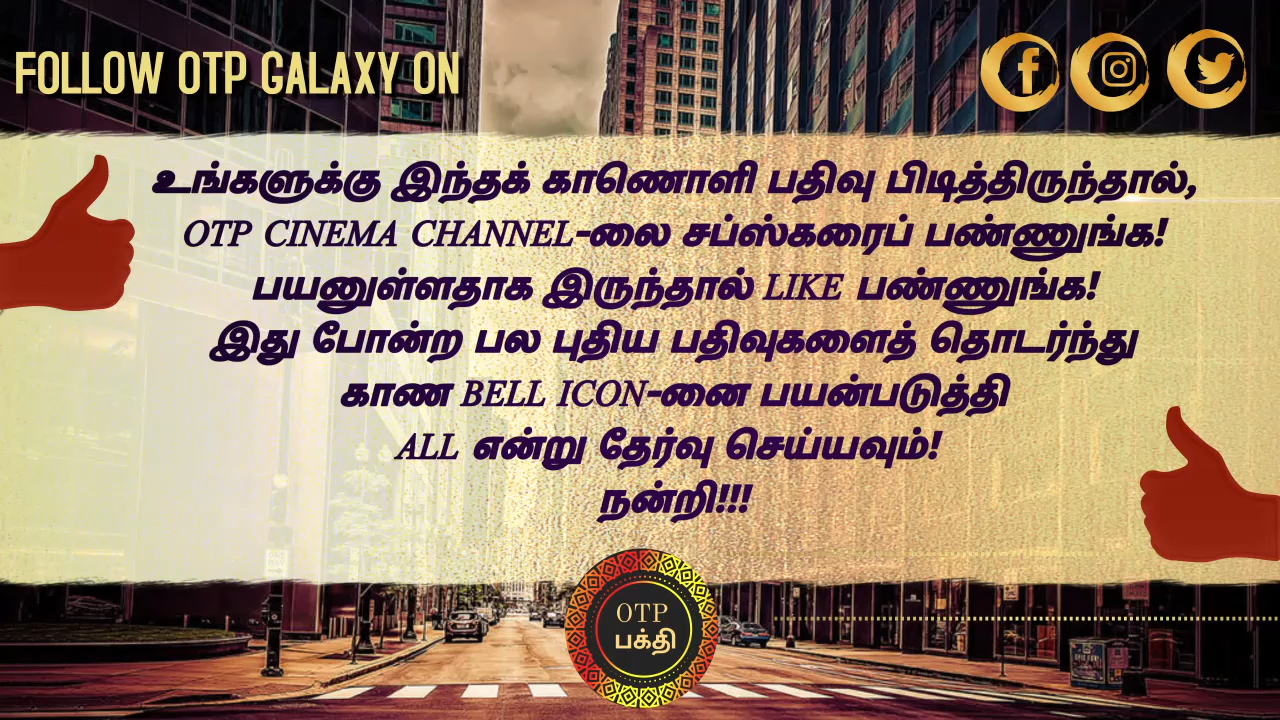 FOLLOW OTP GALAXY ON
உங்களுக்கு இந்தக் காணொளி பதிவு பிடித்திருந்தால்,
OTP CINEMA CHANNEL-லை சப்ஸ்கரைப் பண்ணுங்க!
பயனுள்ளதாக இருந்தால் LIKE பண்ணுங்க!
இது போன்ற பல புதிய பதிவுகளைத் தொடர்ந்து
காண BELL ICON-னை பயன்படுத்தி
ALL என்று தேர்வு செய்யவும்!
நன்றி!!!
OTP
பக்தி